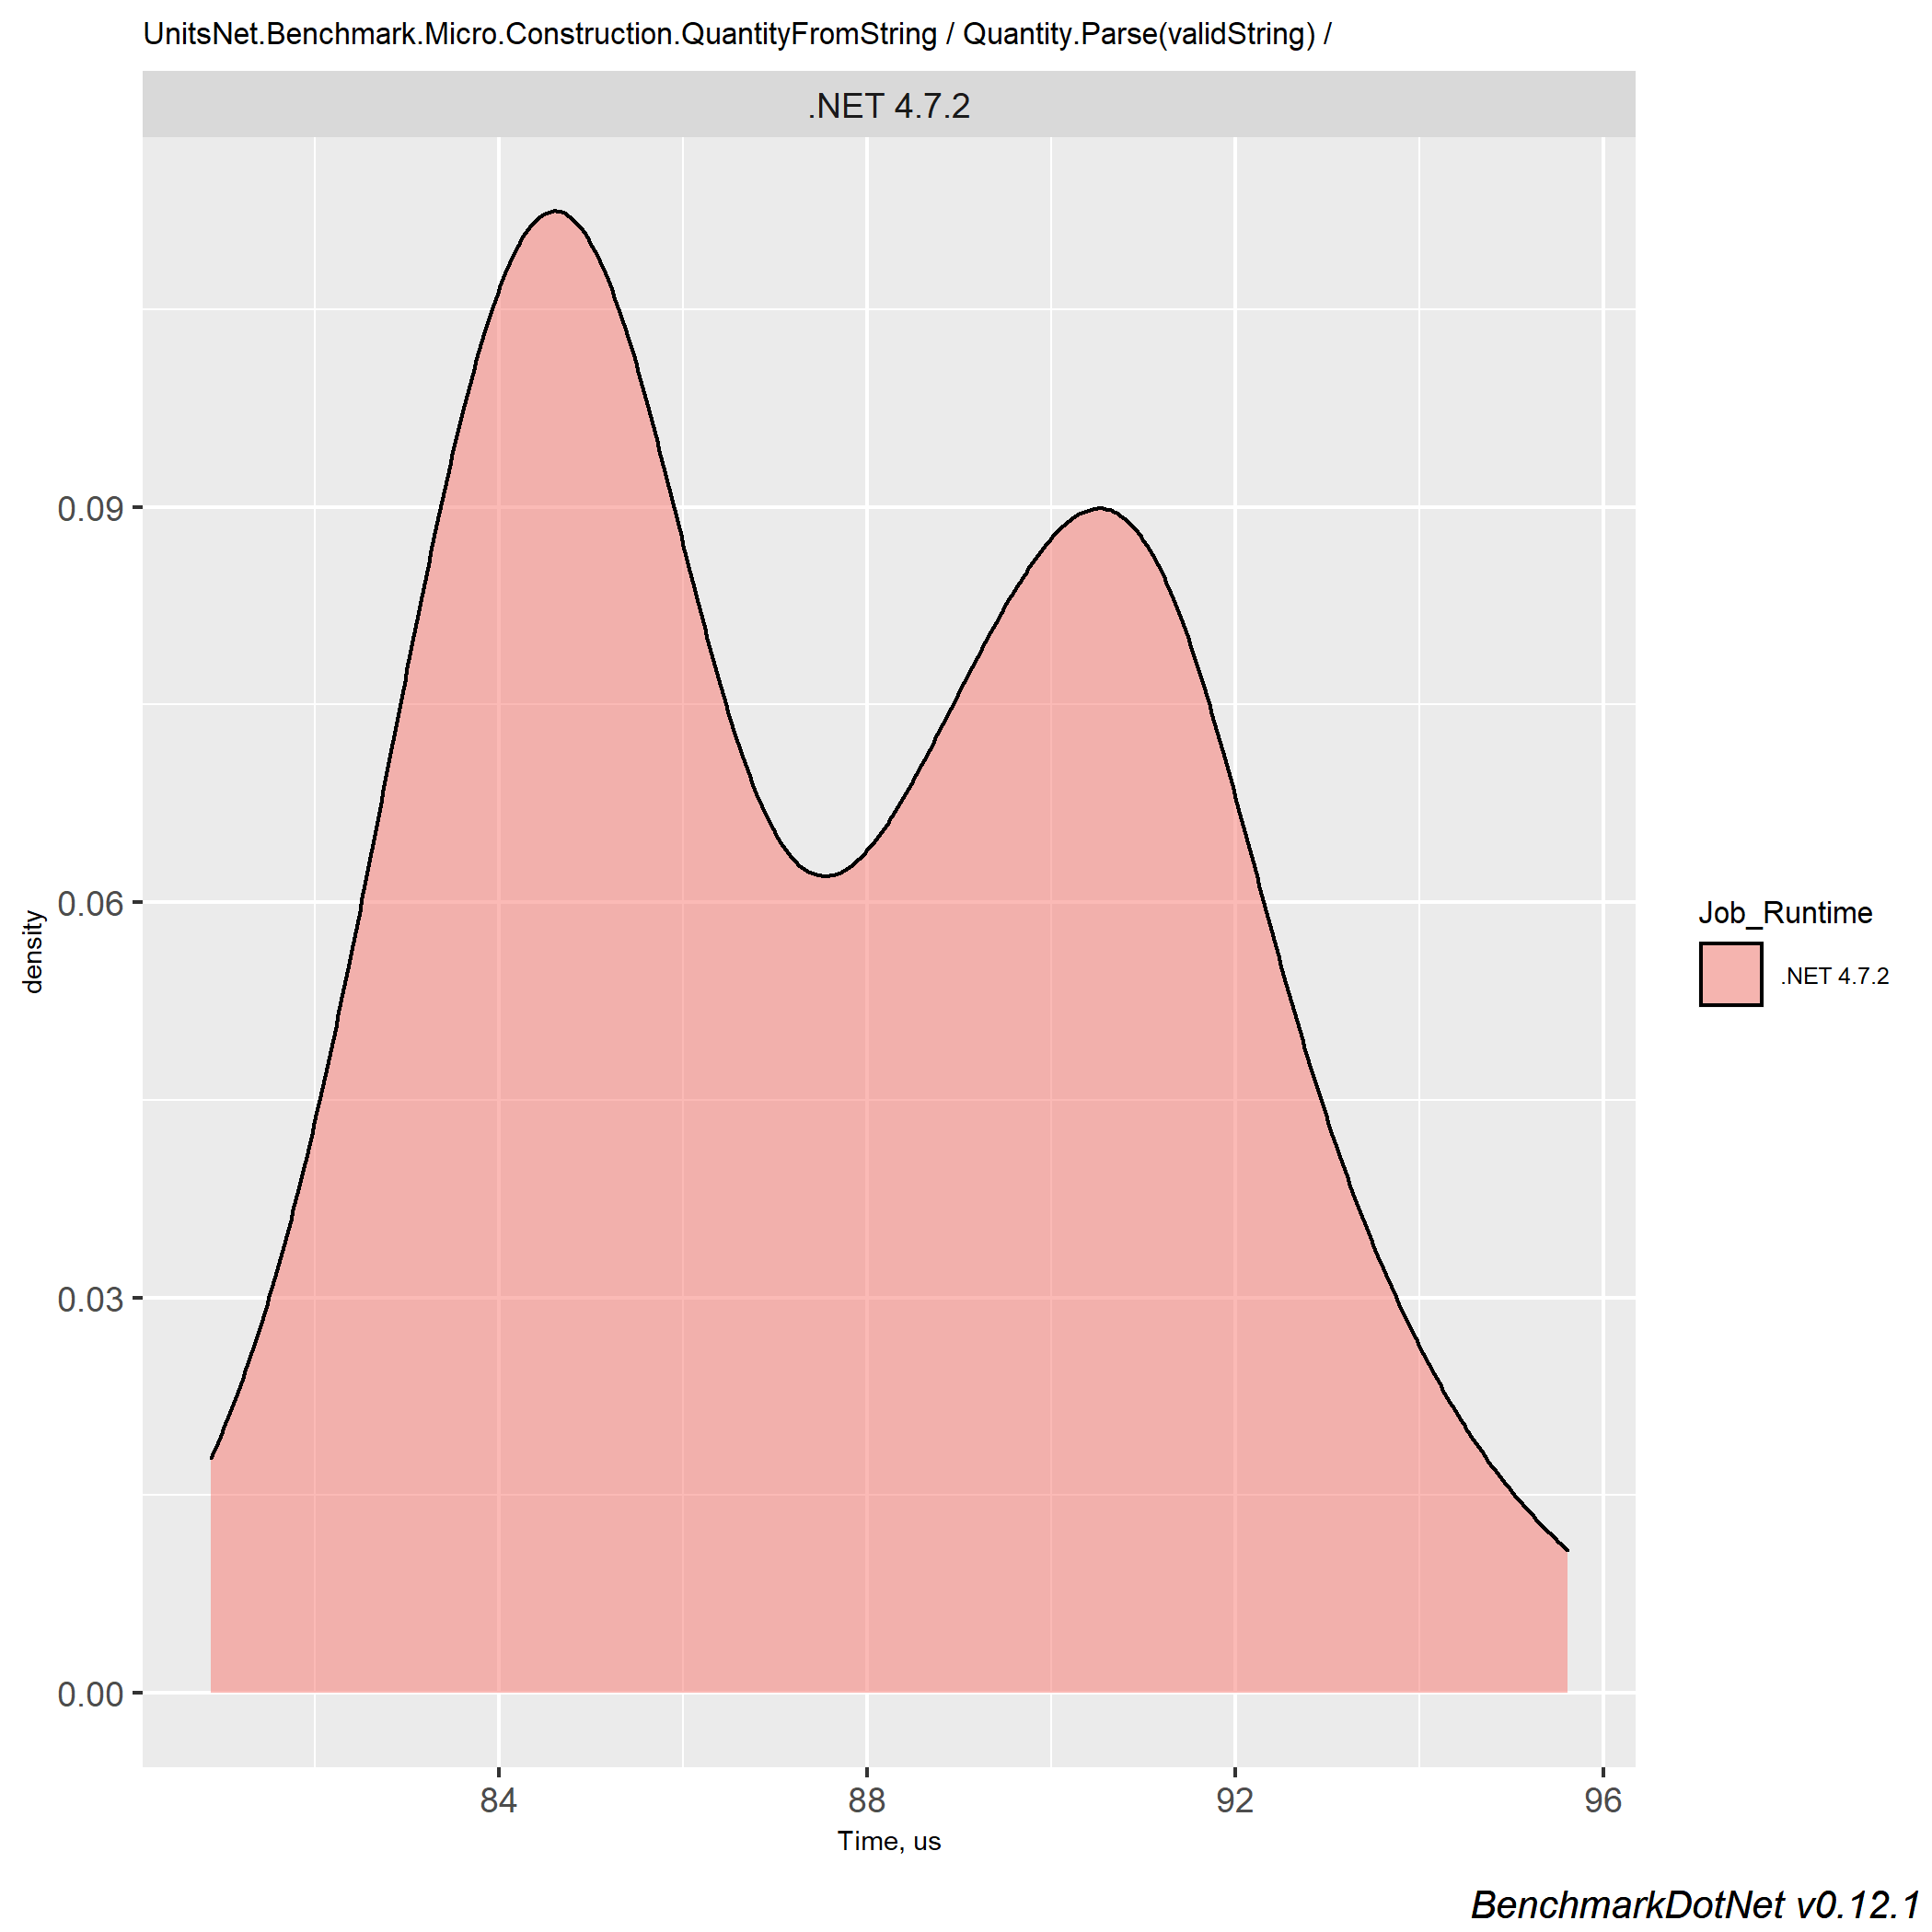 UnitsNet.Benchmark.Micro.Construction.QuantityFromString / Quantity.Parse(validString) /
.NET 4.7.2
0.09
0.06
0.03
0.00
density
84 88 92 96
Time, us
Job_Runtime
.NET 4.7.2
BenchmarkDotNet v0.12.1